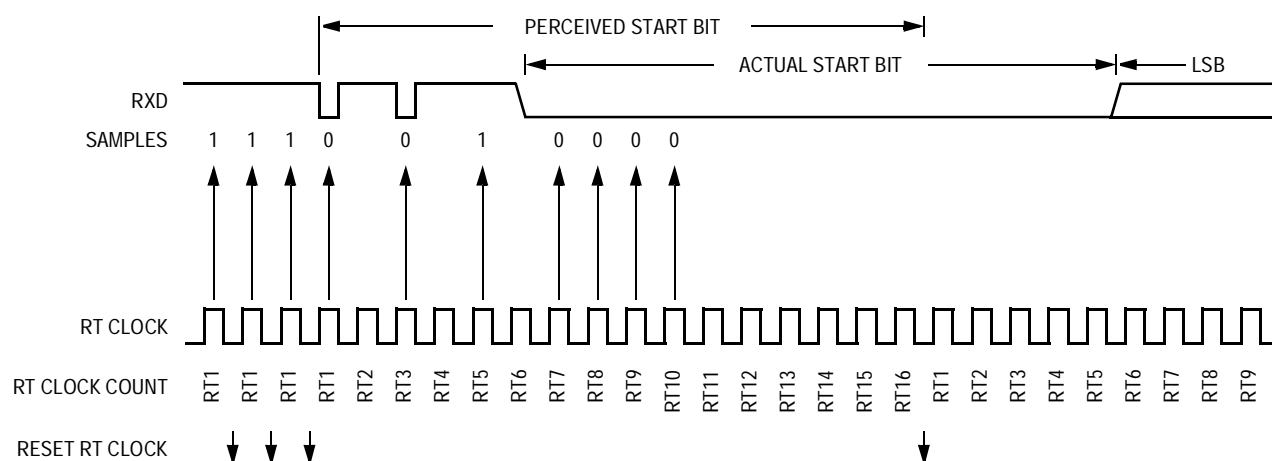 PERCEIVED START BIT
ACTUAL START BIT LSB
RXD
SAMPLES 1 1 1 0 0 1 0 0 0 0
RT CLOCK
RT CLOCK COUNT RT1 RT1 RT1 RT1 RT2 RT3 RT4 RT5 RT6 RT7 RT8 RT9 RT10 RT11 RT12 RT13 RT14 RT15 RT16 RT1 RT2 RT3 RT4 RT5 RT6 RT7 RT8 RT9
RESET RT CLOCK